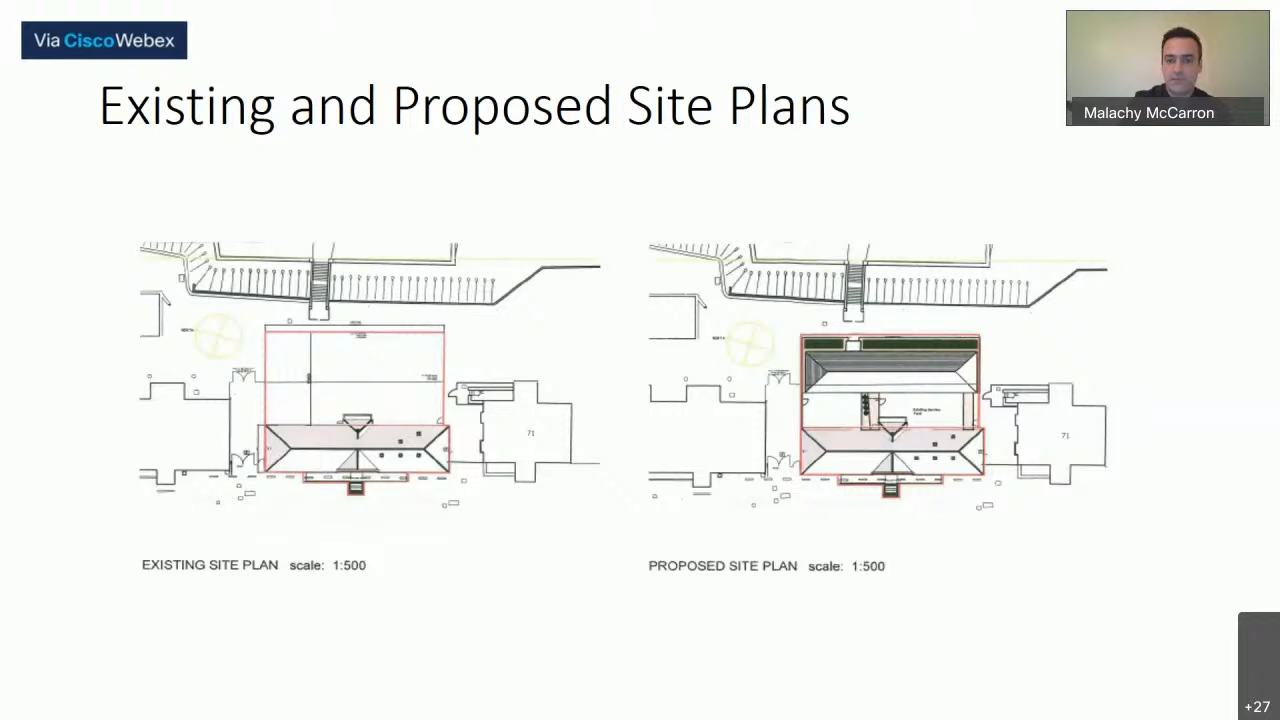 Via CiscoWebex
Malachy McCarron
Existing and Proposed Site Plans
71
71
EXISTING SITE PLAN scale: 1:500
PROPOSED SITE PLAN scale: 1:500
+27